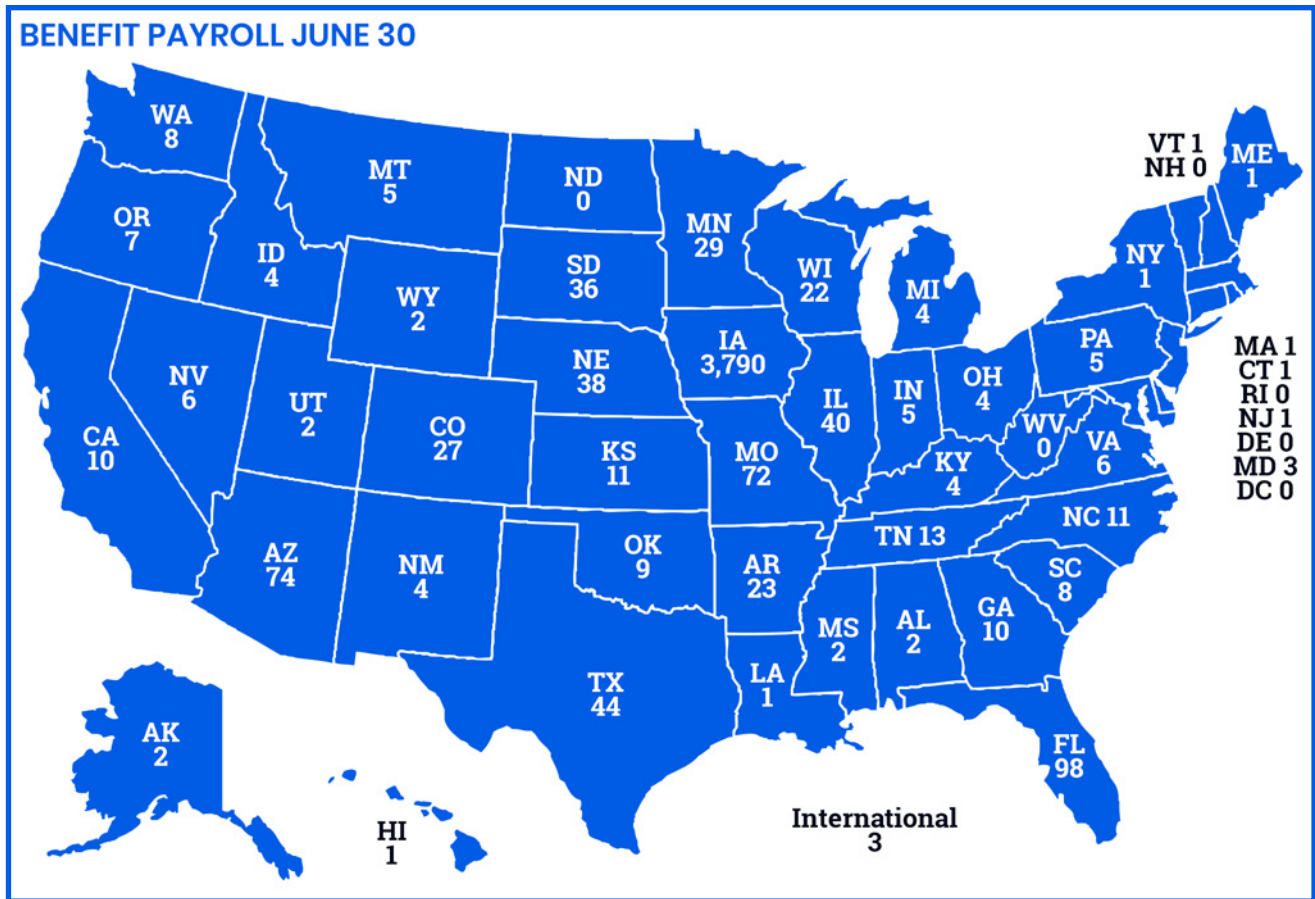 BENEFIT PAYROLL JUNE 30
WA
8
OR
7
CA
10
NV
6
ID
4
MT
5
WY
2
UT
2
AZ
74
CO
27
NM
4
ND
0
SD
36
NE
38
KS
11
OK
9
TX
44
MN
29
IA
3,790
MO
72
AR
23
LA
1
WI
22
IL
40
MI
4
IN
5
OH
4
KY
4
TN 13
MS
2
AL
2
GA
10
FL
98
SC
8
NC 11
VA
6
WV
0
PA
5
NY
1
VT 1
NH 0
ME
1
MA 1
CT 1
RI 0
NJ 1
DE 0
MD 3
DC 0
AK
2
HI
1
International
3